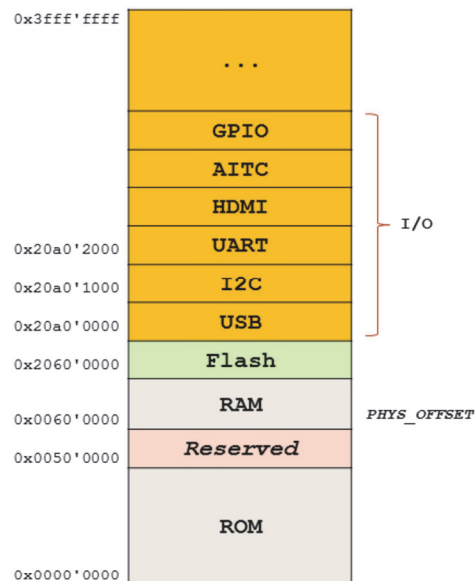 0x3fff'ffff
...
GPIO
AITC
HDMI
I/O
0x20a0'2000 UART
0x20a0'1000 I2C
0x20a0'0000 USB
0x2060'0000 Flash
RAM
0x0060'0000 PHYS_OFFSET
Reserved
0x0050'0000
ROM
0x0000'0000